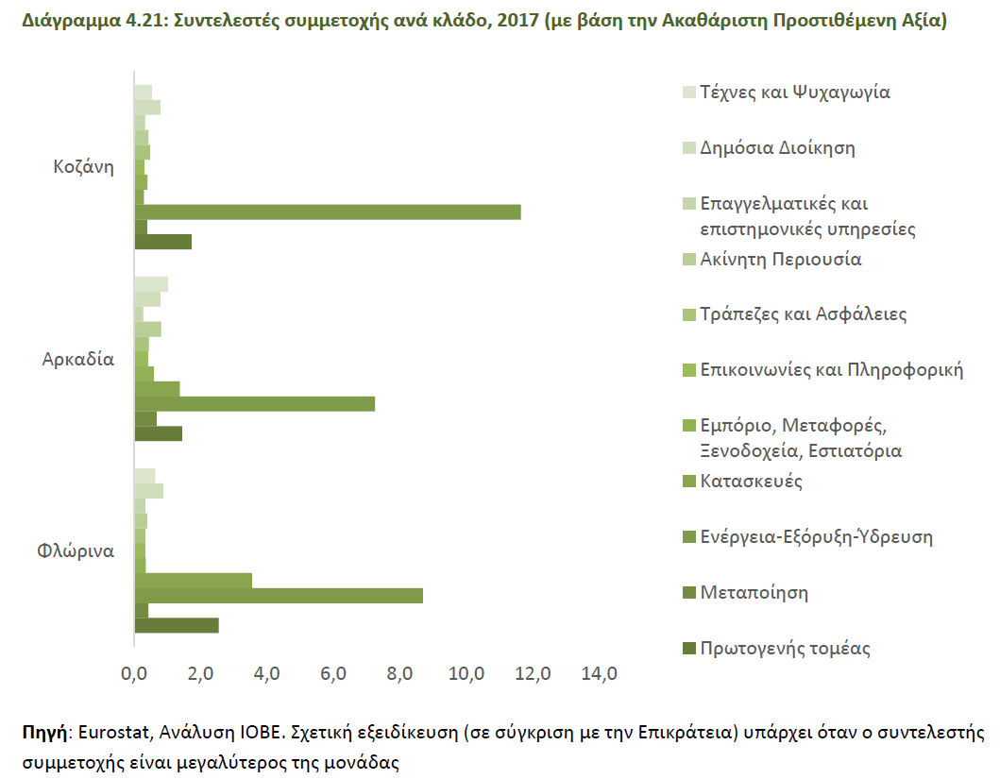 Διάγραμμα 4.21: Συντελεστές συμμετοχής ανά κλάδο, 2017 (με βάση την Ακαθάριστη Προστιθέμενη Αξία)
Κοζάνη
Αρκαδία
Φλώρινα
0,0 2,0 4,0 6,0 8,0 10,0 12,0 14,0
Τέχνες και Ψυχαγωγία
Δημόσια Διοίκηση
Επαγγελματικές και
επιστημονικές υπηρεσίες
Ακίνητη Περιουσία
Τράπεζες και Ασφάλειες
Επικοινωνίες και Πληροφορική
Εμπόριο, Μεταφορές,
Ξενοδοχεία, Εστιατόρια
Κατασκευές
Ενέργεια-Εξόρυξη-Ύδρευση
Μεταποίηση
Πρωτογενής τομέας
Πηγή: Eurostat, Ανάλυση ΙΟΒΕ. Σχετική εξειδίκευση (σε σύγκριση με την Επικράτεια) υπάρχει όταν ο συντελεστής
συμμετοχής είναι μεγαλύτερος της μονάδας